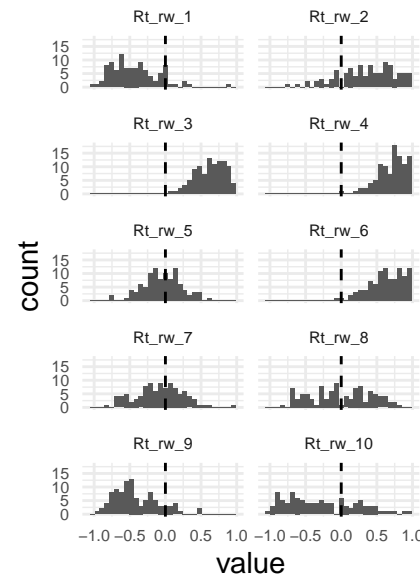 Rt_rw_1 Rt_rw_2
15
10
5
0
Rt_rw_3 Rt_rw_4
15
10
5
0
Rt_rw_5 Rt_rw_6
15
10
5
0
Rt_rw_7 Rt_rw_8
15
10
5
0
Rt_rw_9 Rt_rw_10
15
10
5
0
−1.0 −0.5 0.0 0.5 1.0 −1.0 −0.5 0.0 0.5 1.0
value
count